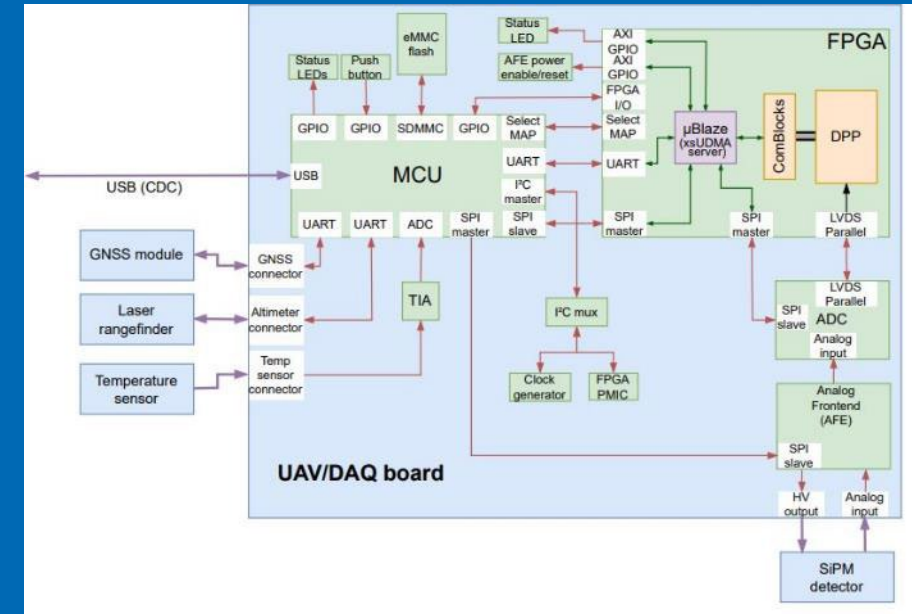 Status
LED
AXI
GPIO
FPGA
eMMC
flash
Status
LEDs
Push
button
AFE power
enable/reset
AXI
GPIO
FPGA
I/O
GPIO
GPIO
SDMMC
GPIO
Select
MAP
Select
MAP
µBlaze
(xsUDMA
server)
ComBlocks
DPP
USB
MCU
UART
UART
USB (CDC)
I²C
master
UART
UART
ADC
SPI
master
SPI
slave
SPI
master
SPI
master
LVDS
Parallel
GNSS module
GNSS
connector
Laser
rangefinder
Altimeter
connector
TIA
I²C mux
LVDS
Parallel
SPI
slave
ADC
Analog
input
Temperature
sensor
Temp
sensor
connector
Clock
generator
FPGA
PMIC
Analog
Frontend
(AFE)
SPI
slave
UAV/DAQ board
HV
output
Analog
input
SiPM
detector